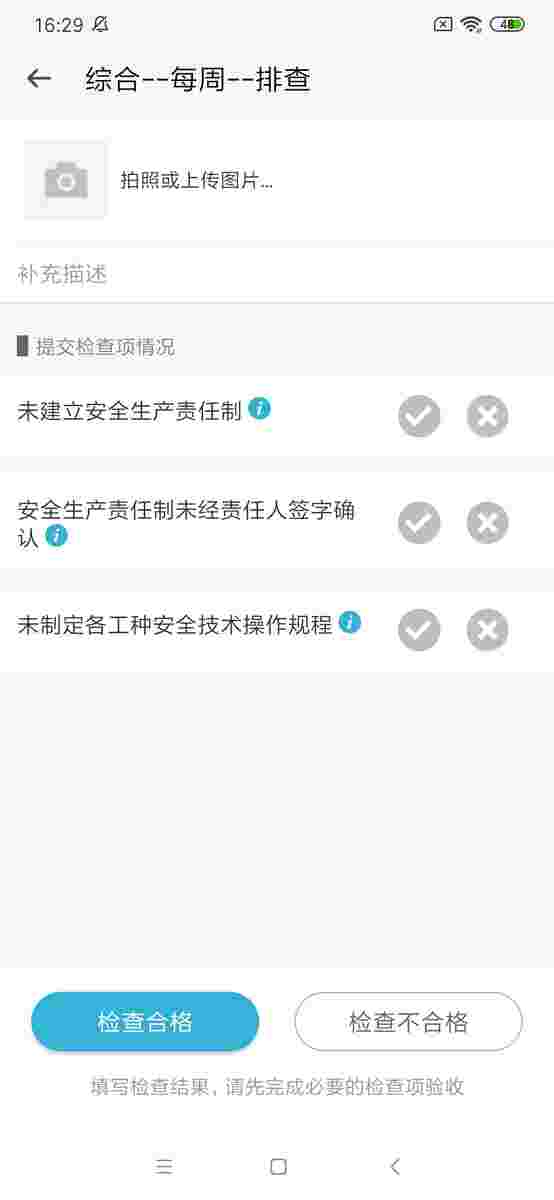 16:29
48
综合--每周--排查
拍照或上传图片...
补充描述
提交检查项情况
未建立安全生产责任制
安全生产责任制未经责任人签字确
认
未制定各工种安全技术操作规程
检查合格
检查不合格
填写检查结果，请先完成必要的检查项验收